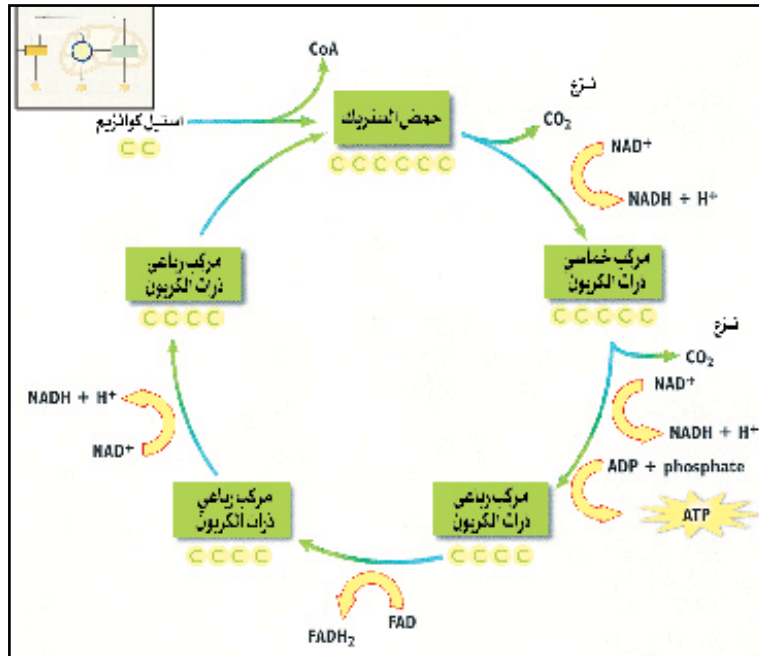 CoA
نزع
CO₂
استيل كوانزيم
C C
حمض الستريك
C C C C C C
NAD⁺
NADH + H⁺
مركب خماسي
ذرات الكربون
C C C C C
نزع
CO₂
NAD⁺
NADH + H⁺
ADP + phosphate
ATP
مركب رباعي
ذرات الكربون
C C C C
FAD
FADH₂
مركب رباعي
ذرات الكربون
C C C C
NAD⁺
NADH + H⁺
مركب رباعي
ذرات الكربون
C C C C